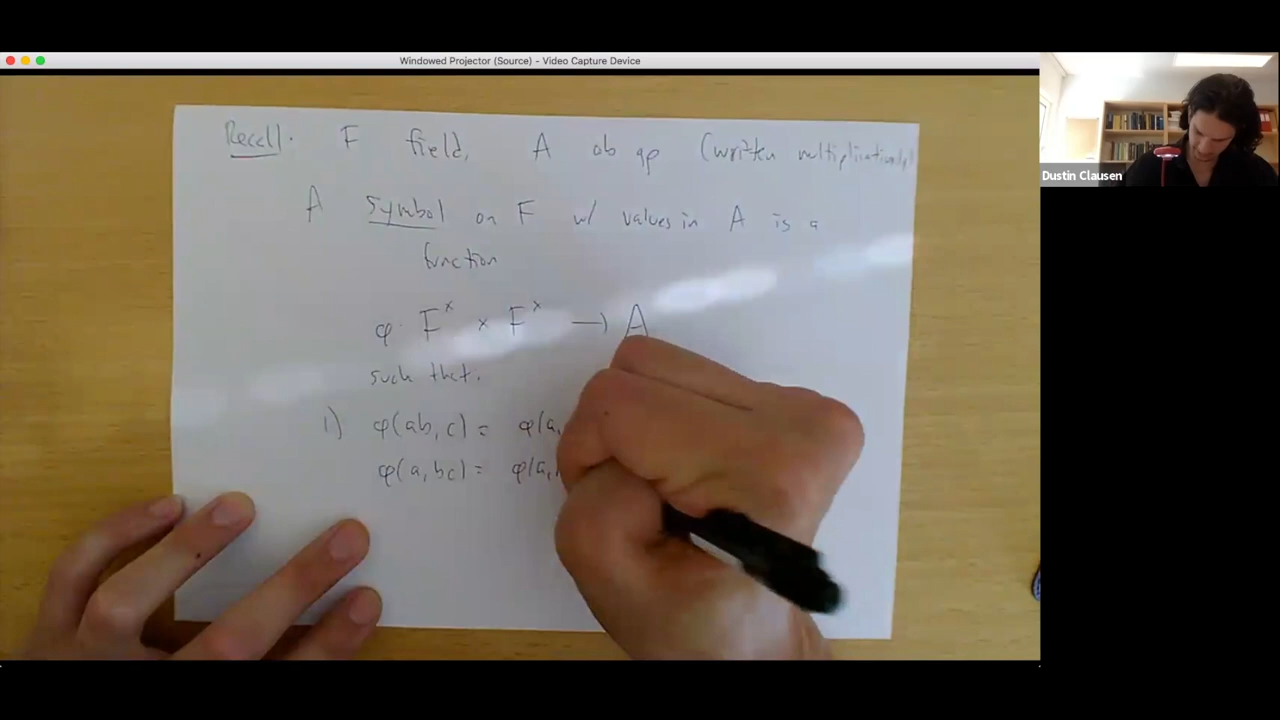 Windowed Projector (Source) - Video Capture Device
Dustin Clausen
Recall. F field, A ab gp (written multiplicatively)
A symbol on F w/ values in A is a
function
φ: F^× × F^× → A
such that.
1) φ(ab, c) = φ(a,
φ(a, bc) = φ(a,